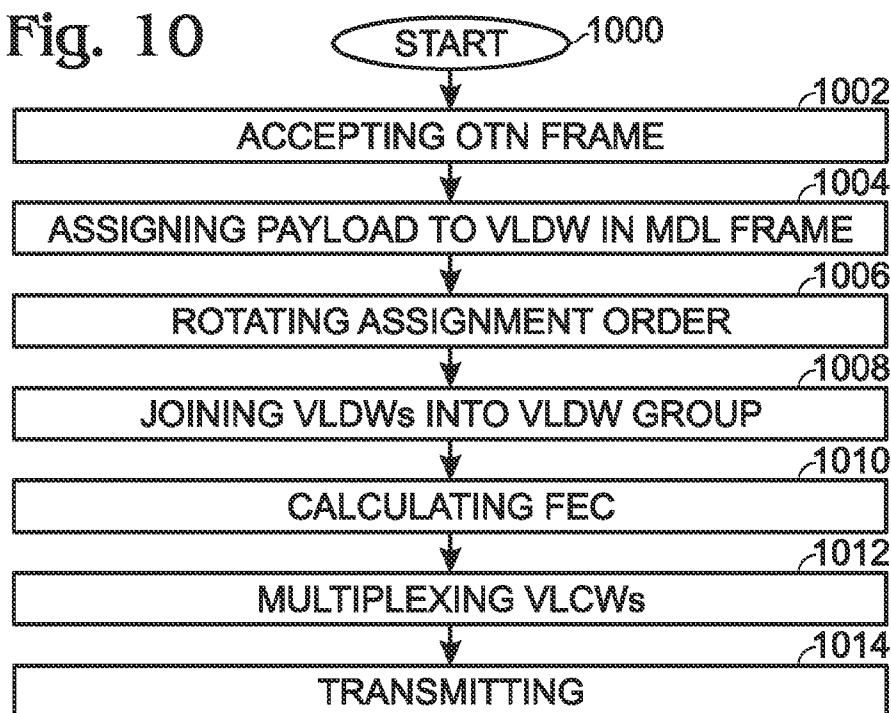 Fig. 10
START
1000
1002
ACCEPTING OTN FRAME
1004
ASSIGNING PAYLOAD TO VLDW IN MDL FRAME
1006
ROTATING ASSIGNMENT ORDER
1008
JOINING VLDWs INTO VLDW GROUP
1010
CALCULATING FEC
1012
MULTIPLEXING VLCWs
1014
TRANSMITTING